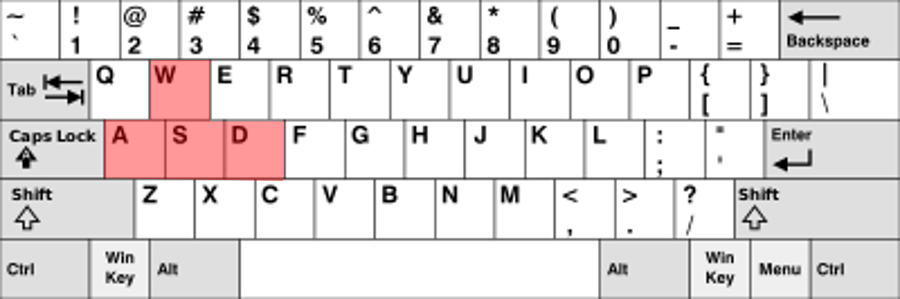 ~ ! @ # $ % ^ & * ( ) _ +
` 1 2 3 4 5 6 7 8 9 0 - = Backspace
Tab Q W E R T Y U I O P { } |
[ ] \
Caps Lock A S D F G H J K L : " Enter
; '
Shift Z X C V B N M < > ? Shift
, . /
Ctrl Win Key Alt Alt Win Key Menu Ctrl